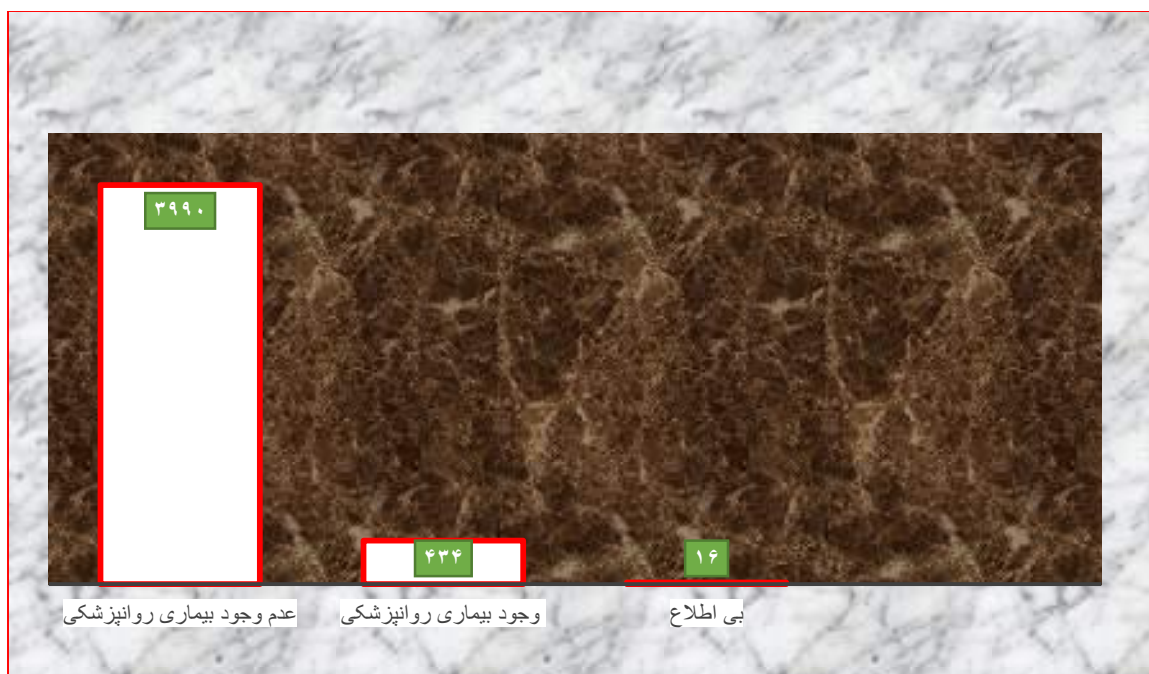 ۳۹۹۰
۴۳۴
۱۶
عدم وجود بیماری روانپزشکی
وجود بیماری روانپزشکی
بی اطلاع